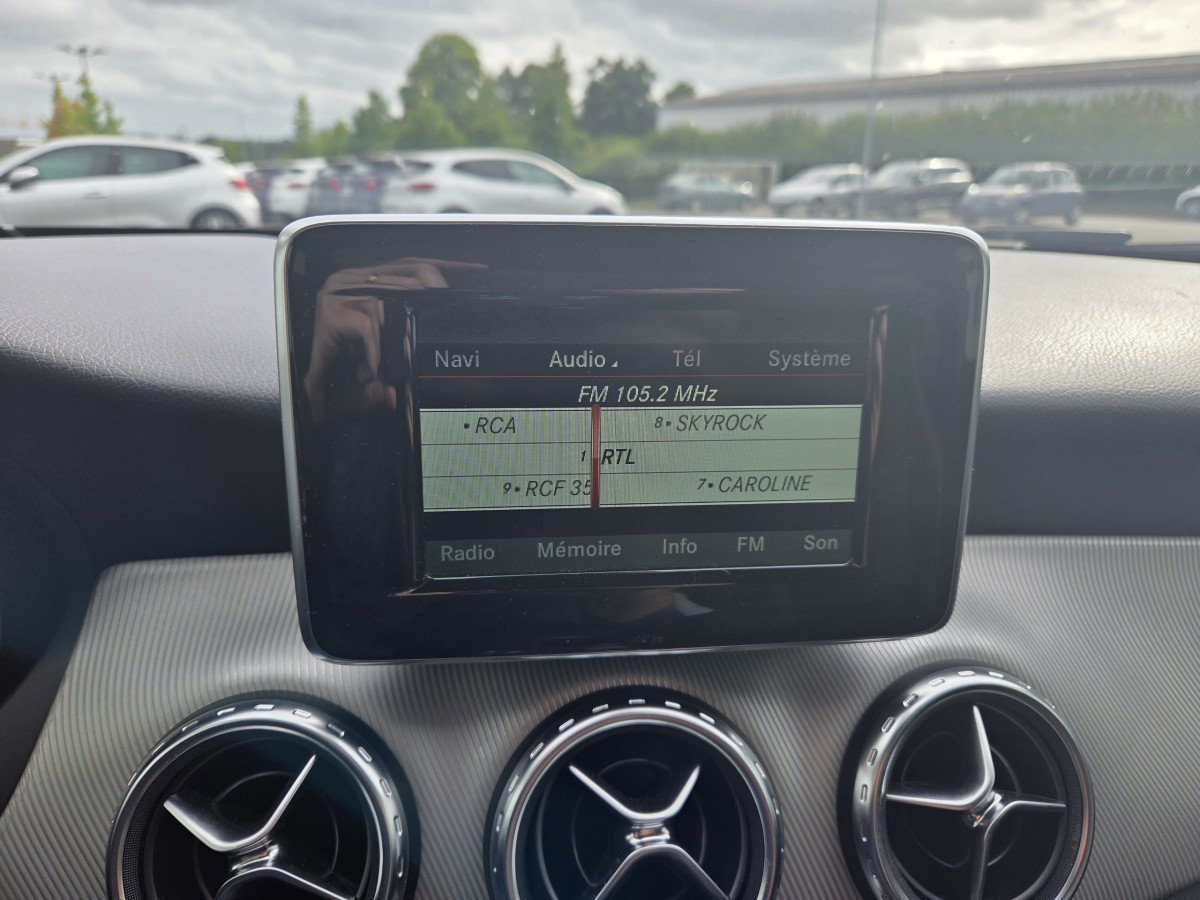 Navi Audio Tél Système
FM 105.2 MHz
• RCA 8• SKYROCK
1 RTL
9• RCF 35 7• CAROLINE
Radio Mémoire Info FM Son